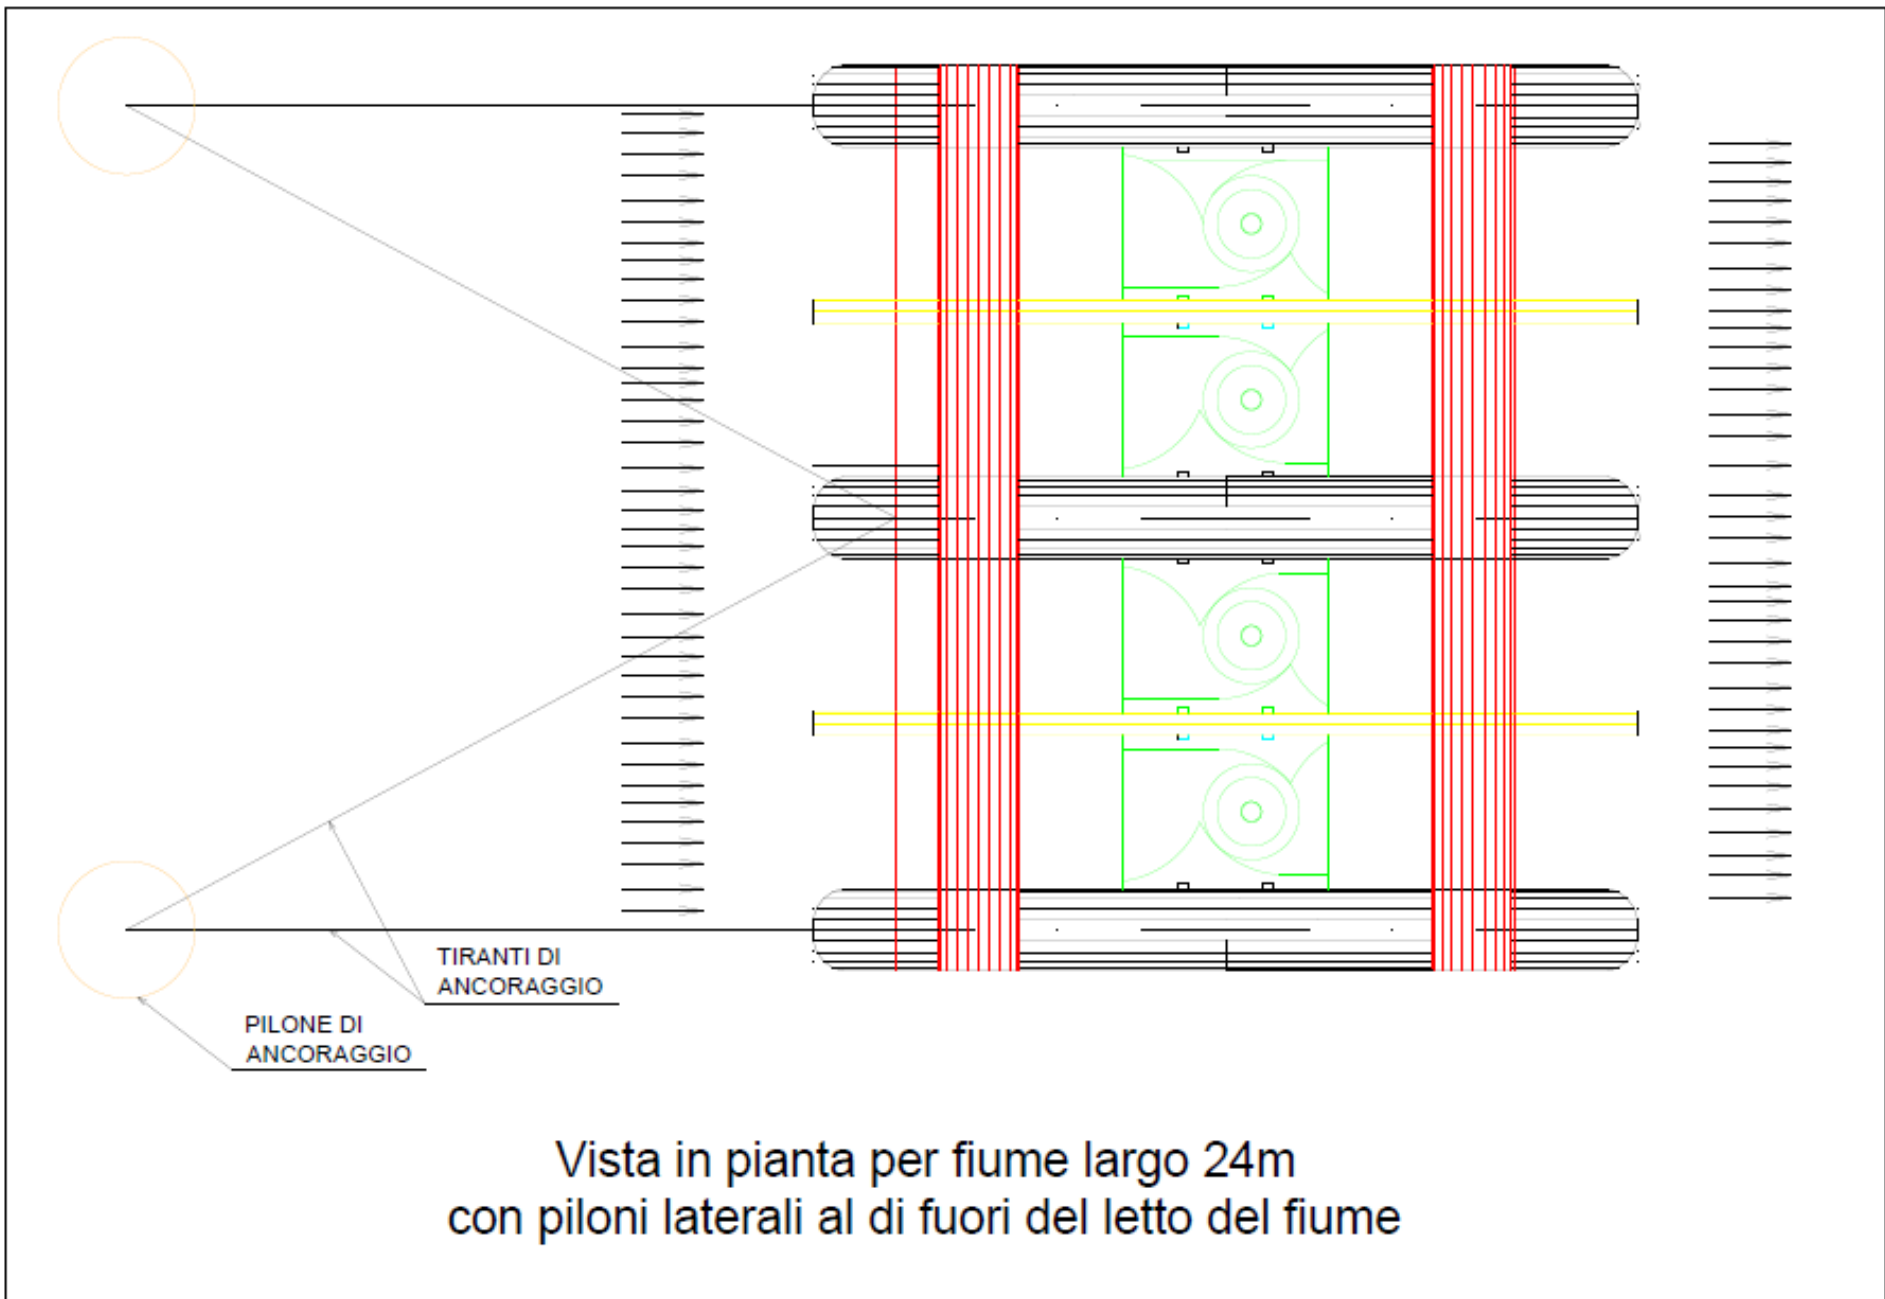 TIRANTI DI
ANCORAGGIO
PILONE DI
ANCORAGGIO
Vista in pianta per fiume largo 24m
con piloni laterali al di fuori del letto del fiume